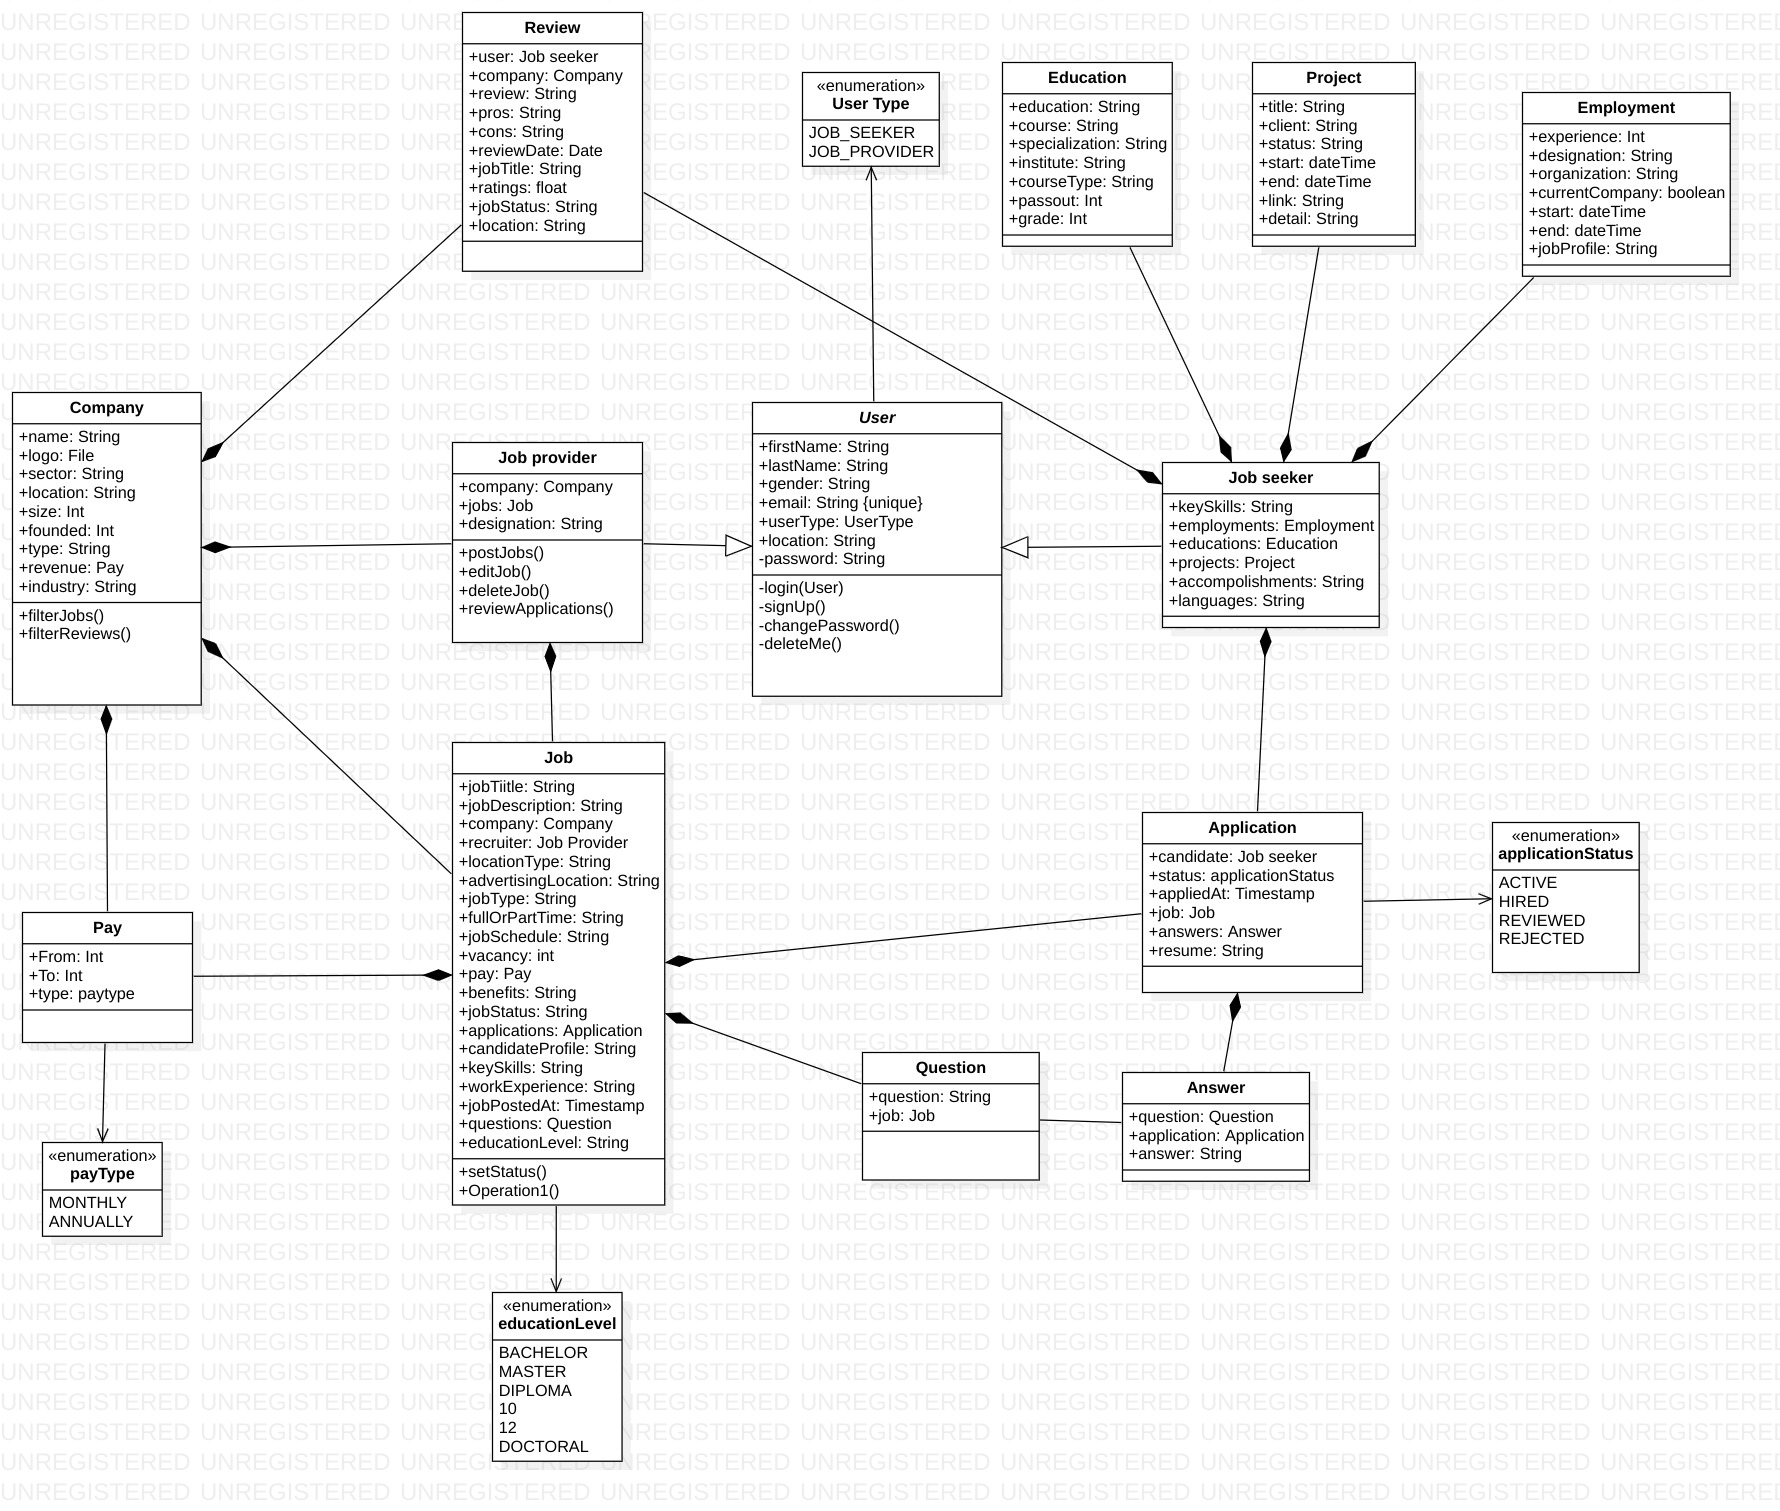 Review
+user: Job seeker
+company: Company
+review: String
+pros: String
+cons: String
+reviewDate: Date
+jobTitle: String
+ratings: float
+jobStatus: String
+location: String
«enumeration»
User Type
JOB_SEEKER
JOB_PROVIDER
Education
+education: String
+course: String
+specialization: String
+institute: String
+courseType: String
+passout: Int
+grade: Int
Project
+title: String
+client: String
+status: String
+start: dateTime
+end: dateTime
+link: String
+detail: String
Employment
+experience: Int
+designation: String
+organization: String
+currentCompany: boolean
+start: dateTime
+end: dateTime
+jobProfile: String
Company
+name: String
+logo: File
+sector: String
+location: String
+size: Int
+founded: Int
+type: String
+revenue: Pay
+industry: String
+filterJobs()
+filterReviews()
Job provider
+company: Company
+jobs: Job
+designation: String
+postJobs()
+editJob()
+deleteJob()
+reviewApplications()
User
+firstName: String
+lastName: String
+gender: String
+email: String {unique}
+userType: UserType
+location: String
-password: String
-login(User)
-signUp()
-changePassword()
-deleteMe()
Job seeker
+keySkills: String
+employments: Employment
+educations: Education
+projects: Project
+accompolishments: String
+languages: String
Job
+jobTiitle: String
+jobDescription: String
+company: Company
+recruiter: Job Provider
+locationType: String
+advertisingLocation: String
+jobType: String
+fullOrPartTime: String
+jobSchedule: String
+vacancy: int
+pay: Pay
+benefits: String
+jobStatus: String
+applications: Application
+candidateProfile: String
+keySkills: String
+workExperience: String
+jobPostedAt: Timestamp
+questions: Question
+educationLevel: String
+setStatus()
+Operation1()
Application
+candidate: Job seeker
+status: applicationStatus
+appliedAt: Timestamp
+job: Job
+answers: Answer
+resume: String
«enumeration»
applicationStatus
ACTIVE
HIRED
REVIEWED
REJECTED
Pay
+From: Int
+To: Int
+type: paytype
Question
+question: String
+job: Job
Answer
+question: Question
+application: Application
+answer: String
«enumeration»
payType
MONTHLY
ANNUALLY
«enumeration»
educationLevel
BACHELOR
MASTER
DIPLOMA
10
12
DOCTORAL
UNREGISTERED